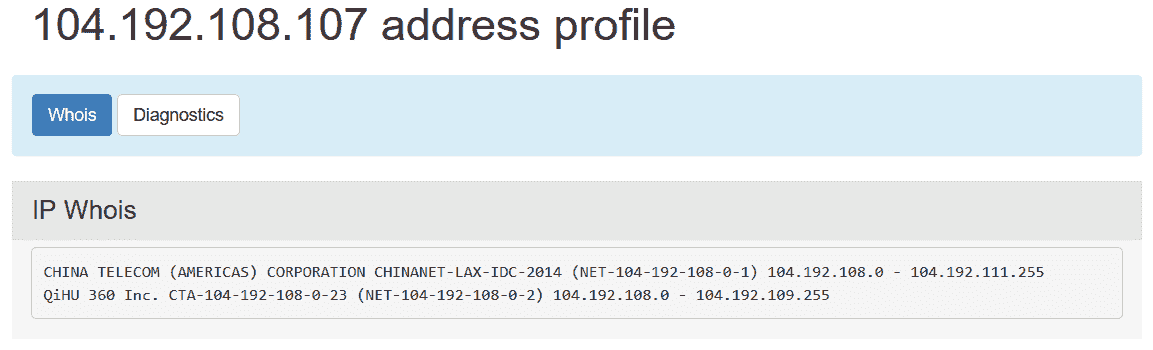 104.192.108.107 address profile
Whois Diagnostics
IP Whois
CHINA TELECOM (AMERICAS) CORPORATION CHINANET-LAX-IDC-2014 (NET-104-192-108-0-1) 104.192.108.0 - 104.192.111.255
QiHU 360 Inc. CTA-104-192-108-0-23 (NET-104-192-108-0-2) 104.192.108.0 - 104.192.109.255